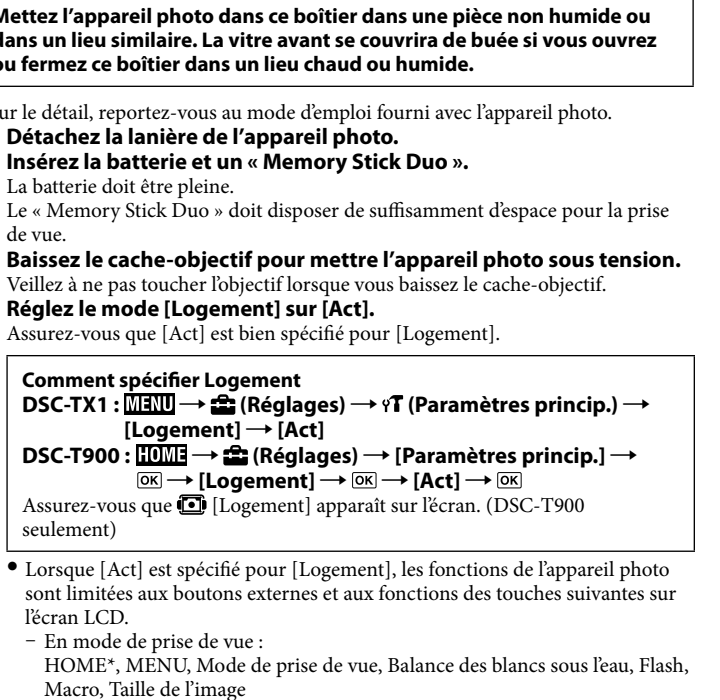 Mettez l'appareil photo dans ce boîtier dans une pièce non humide ou
dans un lieu similaire. La vitre avant se couvrira de buée si vous ouvrez
ou fermez ce boîtier dans un lieu chaud ou humide.
ur le détail, reportez-vous au mode d'emploi fourni avec l'appareil photo.
Détachez la lanière de l'appareil photo.
Insérez la batterie et un « Memory Stick Duo ».
La batterie doit être pleine.
Le « Memory Stick Duo » doit disposer de suffisamment d'espace pour la prise
de vue.
Baissez le cache-objectif pour mettre l'appareil photo sous tension.
Veillez à ne pas toucher l'objectif lorsque vous baissez le cache-objectif.
Réglez le mode [Logement] sur [Act].
Assurez-vous que [Act] est bien spécifié pour [Logement].
Comment spécifier Logement
DSC-TX1 : MENU → (Réglages) → (Paramètres princip.) →
[Logement] → [Act]
DSC-T900 : HOME → (Réglages) → [Paramètres princip.] →
OK → [Logement] → OK → [Act] → OK
Assurez-vous que [Logement] apparaît sur l'écran. (DSC-T900
seulement)
• Lorsque [Act] est spécifié pour [Logement], les fonctions de l'appareil photo
sont limitées aux boutons externes et aux fonctions des touches suivantes sur
l'écran LCD.
– En mode de prise de vue :
HOME*, MENU, Mode de prise de vue, Balance des blancs sous l'eau, Flash,
Macro, Taille de l'image